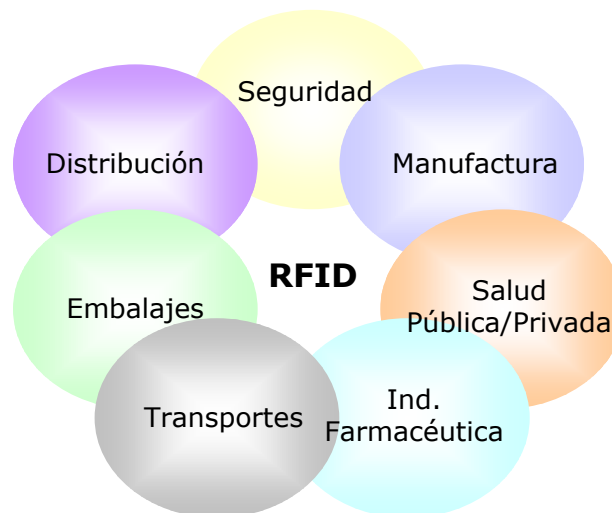 Seguridad
Distribución
Manufactura
RFID
Embalajes
Salud
Pública/Privada
Transportes
Ind.
Farmacéutica